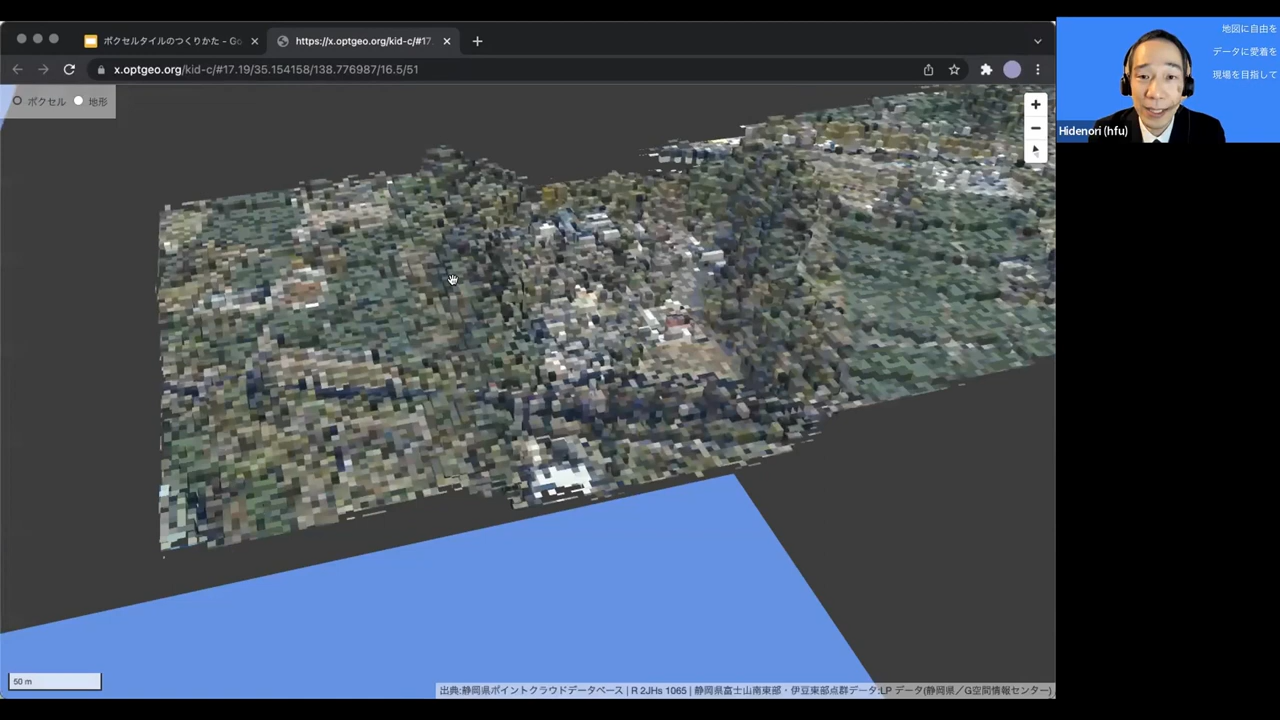 ボクセルタイルのつくりかた - Go
https://x.optgeo.org/kid-c/#17
x.optgeo.org/kid-c/#17.19/35.154158/138.776987/16.5/51
ボクセル 地形
50 m
出典:静岡県ポイントクラウドデータベース | R 2JHs 1065 | 静岡県富士山南東部・伊豆東部点群データ:LP データ(静岡県／G空間情報センター)
地図に自由を
データに愛着を
現場を目指して
Hidenori (hfu)